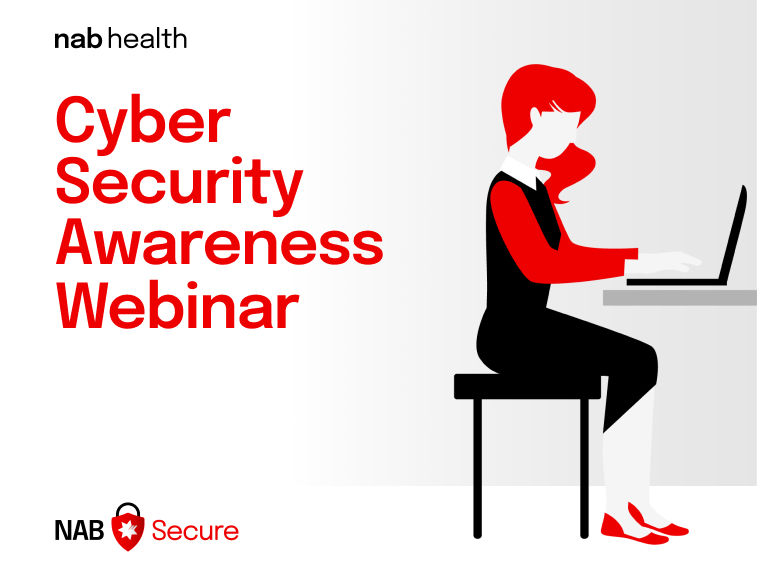 nab health
Cyber
Security
Awareness
Webinar
NAB Secure